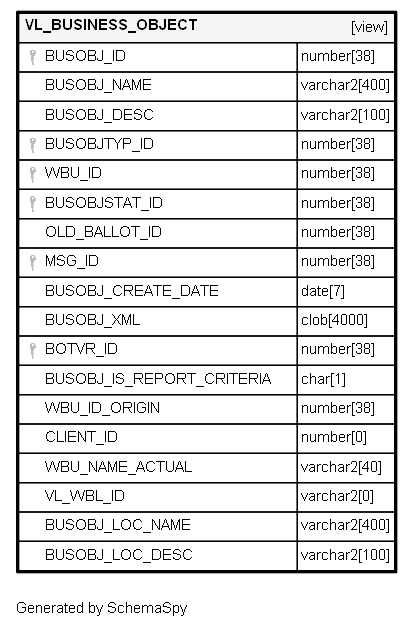 VL_BUSINESS_OBJECT [view]
BUSOBJ_ID number[38]
BUSOBJ_NAME varchar2[400]
BUSOBJ_DESC varchar2[100]
BUSOBJTYP_ID number[38]
WBU_ID number[38]
BUSOBJSTAT_ID number[38]
OLD_BALLOT_ID number[38]
MSG_ID number[38]
BUSOBJ_CREATE_DATE date[7]
BUSOBJ_XML clob[4000]
BOTVR_ID number[38]
BUSOBJ_IS_REPORT_CRITERIA char[1]
WBU_ID_ORIGIN number[38]
CLIENT_ID number[0]
WBU_NAME_ACTUAL varchar2[40]
VL_WBL_ID varchar2[0]
BUSOBJ_LOC_NAME varchar2[400]
BUSOBJ_LOC_DESC varchar2[100]
Generated by SchemaSpy